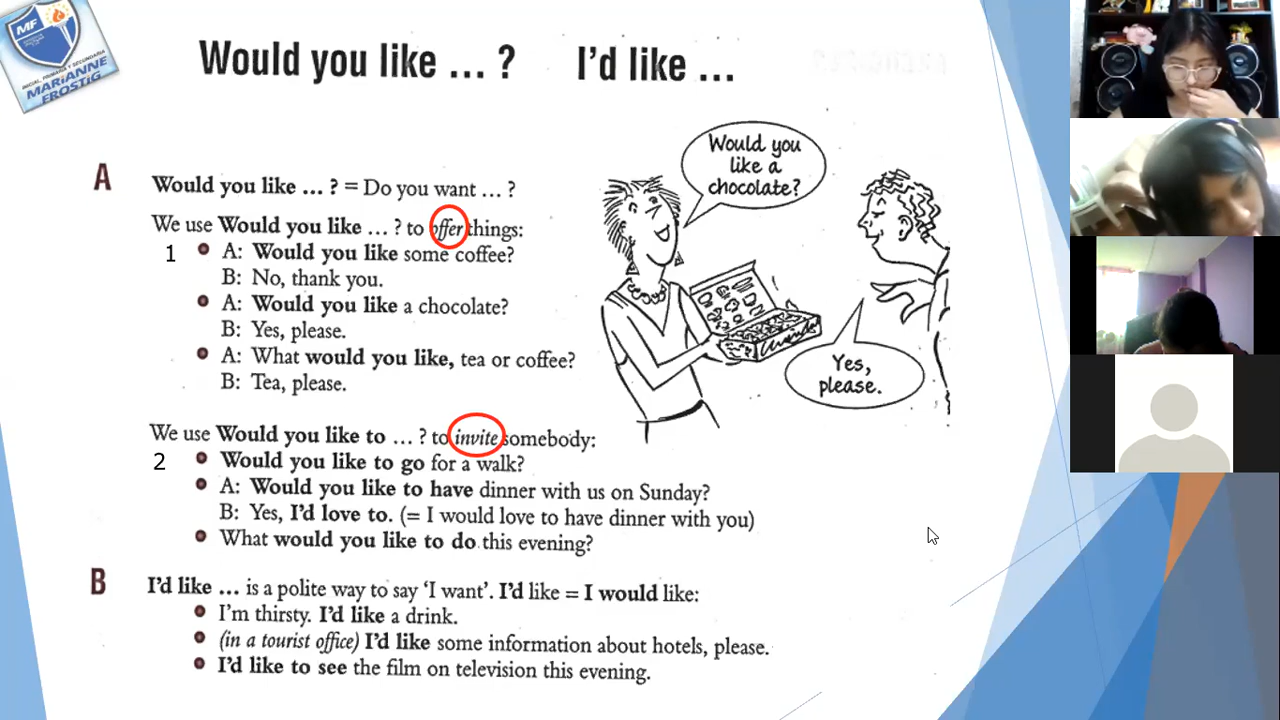 MF
INICIAL, PRIMARIA Y SECUNDARIA
MARIANNE
FROSTIG
Would you like ... ? I'd like ...
A
Would you like ... ? = Do you want ... ?
We use Would you like ... ? to offer things:
1 • A: Would you like some coffee?
B: No, thank you.
• A: Would you like a chocolate?
B: Yes, please.
• A: What would you like, tea or coffee?
B: Tea, please.
Would you
like a
chocolate?
Yes,
please.
We use Would you like to ... ? to invite somebody:
2 • Would you like to go for a walk?
• A: Would you like to have dinner with us on Sunday?
B: Yes, I'd love to. (= I would love to have dinner with you)
• What would you like to do this evening?
B
I'd like ... is a polite way to say 'I want'. I'd like = I would like:
• I'm thirsty. I'd like a drink.
• (in a tourist office) I'd like some information about hotels, please.
• I'd like to see the film on television this evening.